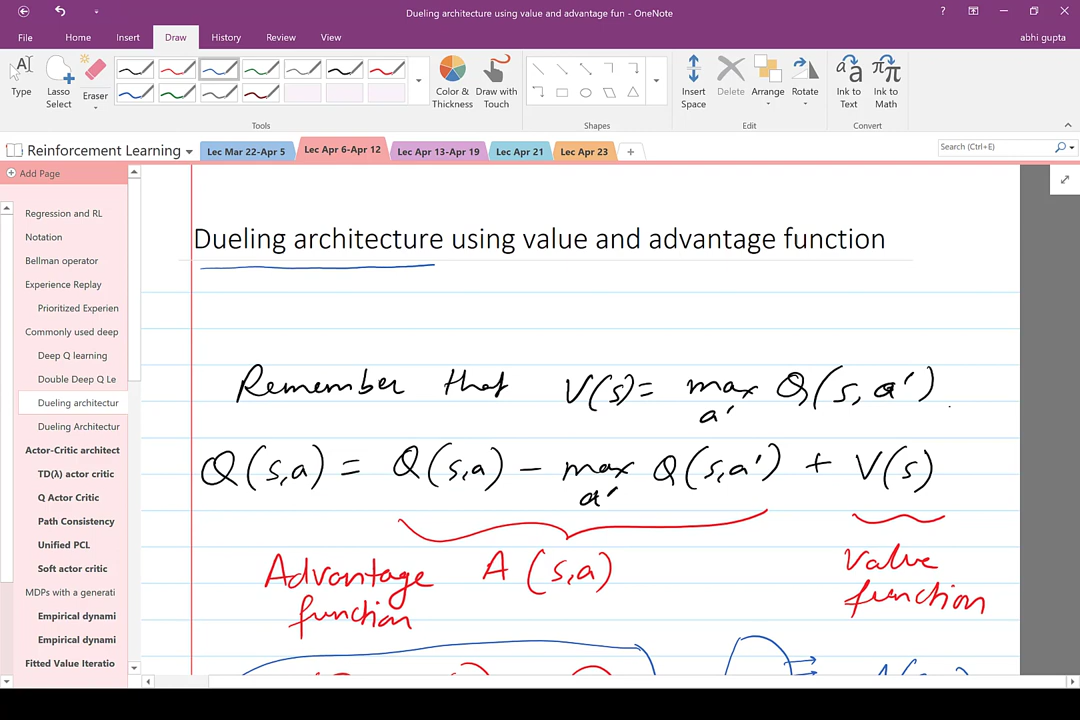 Dueling architecture using value and advantage fun - OneNote
?
File
Home
Insert
Draw
History
Review
View
abhi gupta
Type
Lasso Select
Eraser
Color & Thickness
Draw with Touch
Insert Space
Delete
Arrange
Rotate
Ink to Text
Ink to Math
Tools
Shapes
Edit
Convert
Reinforcement Learning
Lec Mar 22-Apr 5
Lec Apr 6-Apr 12
Lec Apr 13-Apr 19
Lec Apr 21
Lec Apr 23
+
Search (Ctrl+E)
Add Page
Regression and RL
Notation
Bellman operator
Experience Replay
Prioritized Experien
Commonly used deep
Deep Q learning
Double Deep Q Le
Dueling architectur
Dueling Architectur
Actor-Critic architect
TD(λ) actor critic
Q Actor Critic
Path Consistency
Unified PCL
Soft actor critic
MDPs with a generati
Empirical dynami
Empirical dynami
Fitted Value Iteratio
Dueling architecture using value and advantage function
Remember that V(s) = max Q(s, a')
a'
Q(s,a) = Q(s,a) - max Q(s,a') + V(s)
a'
Advantage function
A (s,a)
Value function